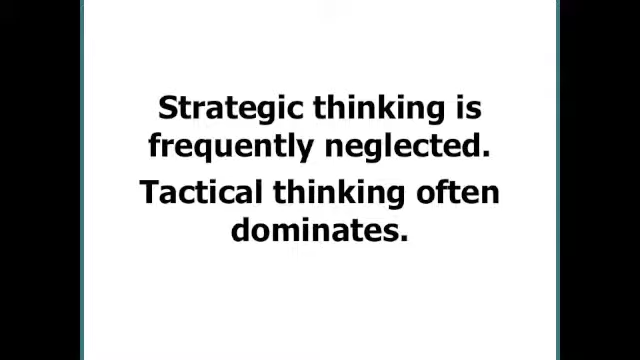 Strategic thinking is
frequently neglected.
Tactical thinking often
dominates.